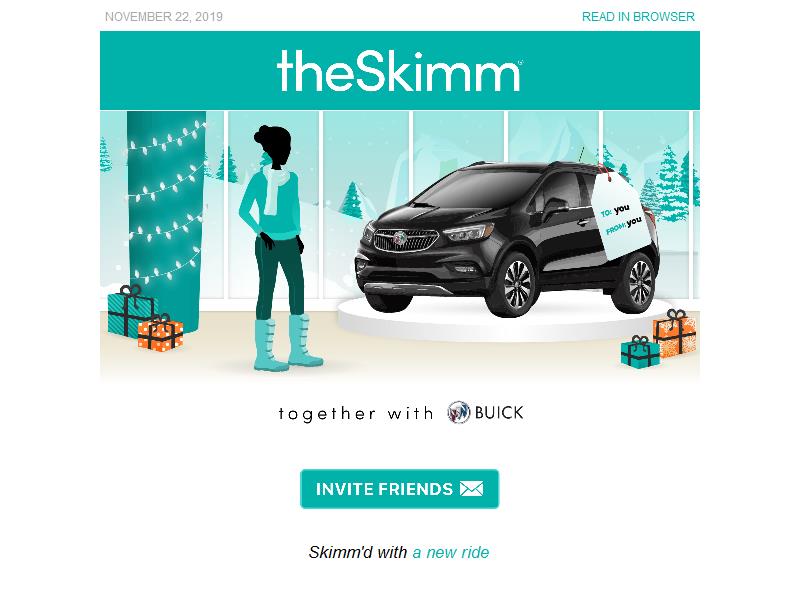 NOVEMBER 22, 2019
READ IN BROWSER
theSkimm
TO: you
FROM: you
together with BUICK
INVITE FRIENDS
Skimm'd with a new ride